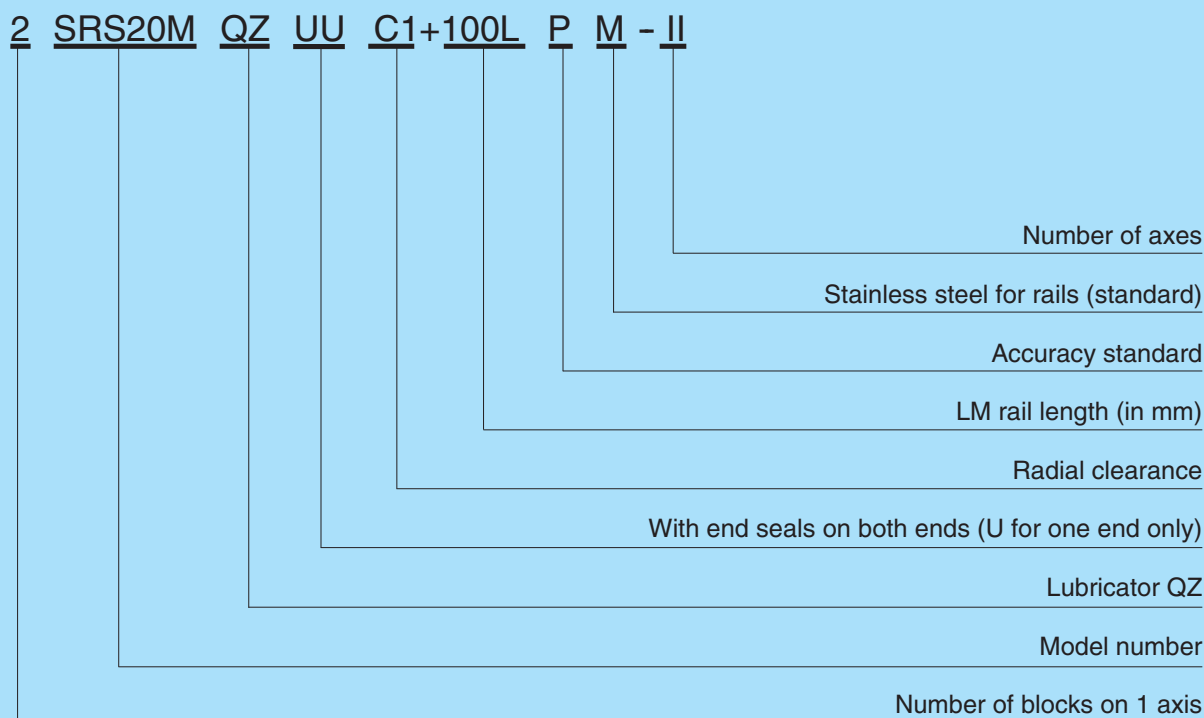 2 SRS20M QZ UU C1+100L P M - II
Number of axes
Stainless steel for rails (standard)
Accuracy standard
LM rail length (in mm)
Radial clearance
With end seals on both ends (U for one end only)
Lubricator QZ
Model number
Number of blocks on 1 axis